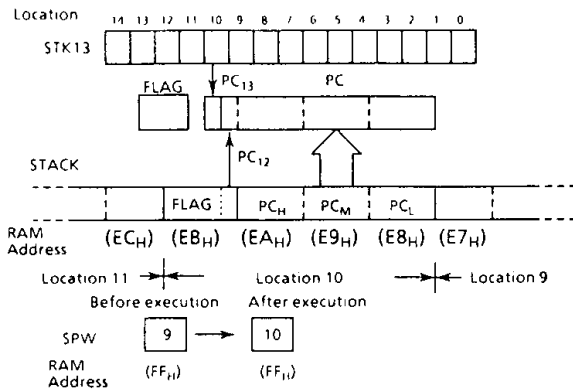 Location 14 13 12 11 10 9 8 7 6 5 4 3 2 1 0
STK13
FLAG PC13 PC
STACK PC12
FLAG PCH PCM PCL
RAM Address (ECH) (EBH) (EAH) (E9H) (E8H) (E7H)
Location 11 Location 10 Location 9
Before execution After execution
SPW 9 10
RAM Address (FFH) (FFH)